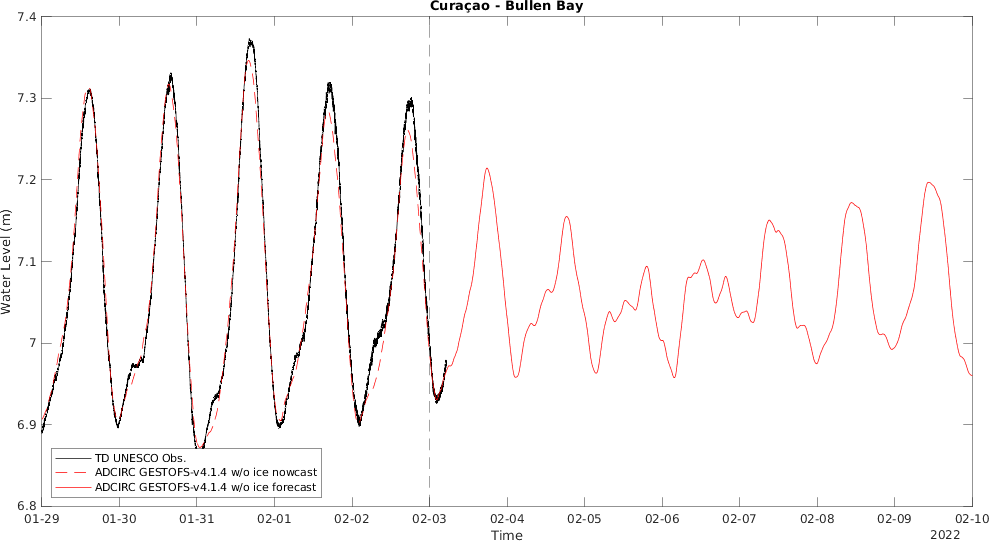 Curaçao - Bullen Bay
7.4
7.3
7.2
7.1
7
6.9
6.8
Water Level (m)
TD UNESCO Obs.
ADCIRC GESTOFS-v4.1.4 w/o ice nowcast
ADCIRC GESTOFS-v4.1.4 w/o ice forecast
01-29 01-30 01-31 02-01 02-02 02-03 02-04 02-05 02-06 02-07 02-08 02-09 02-10
Time
2022